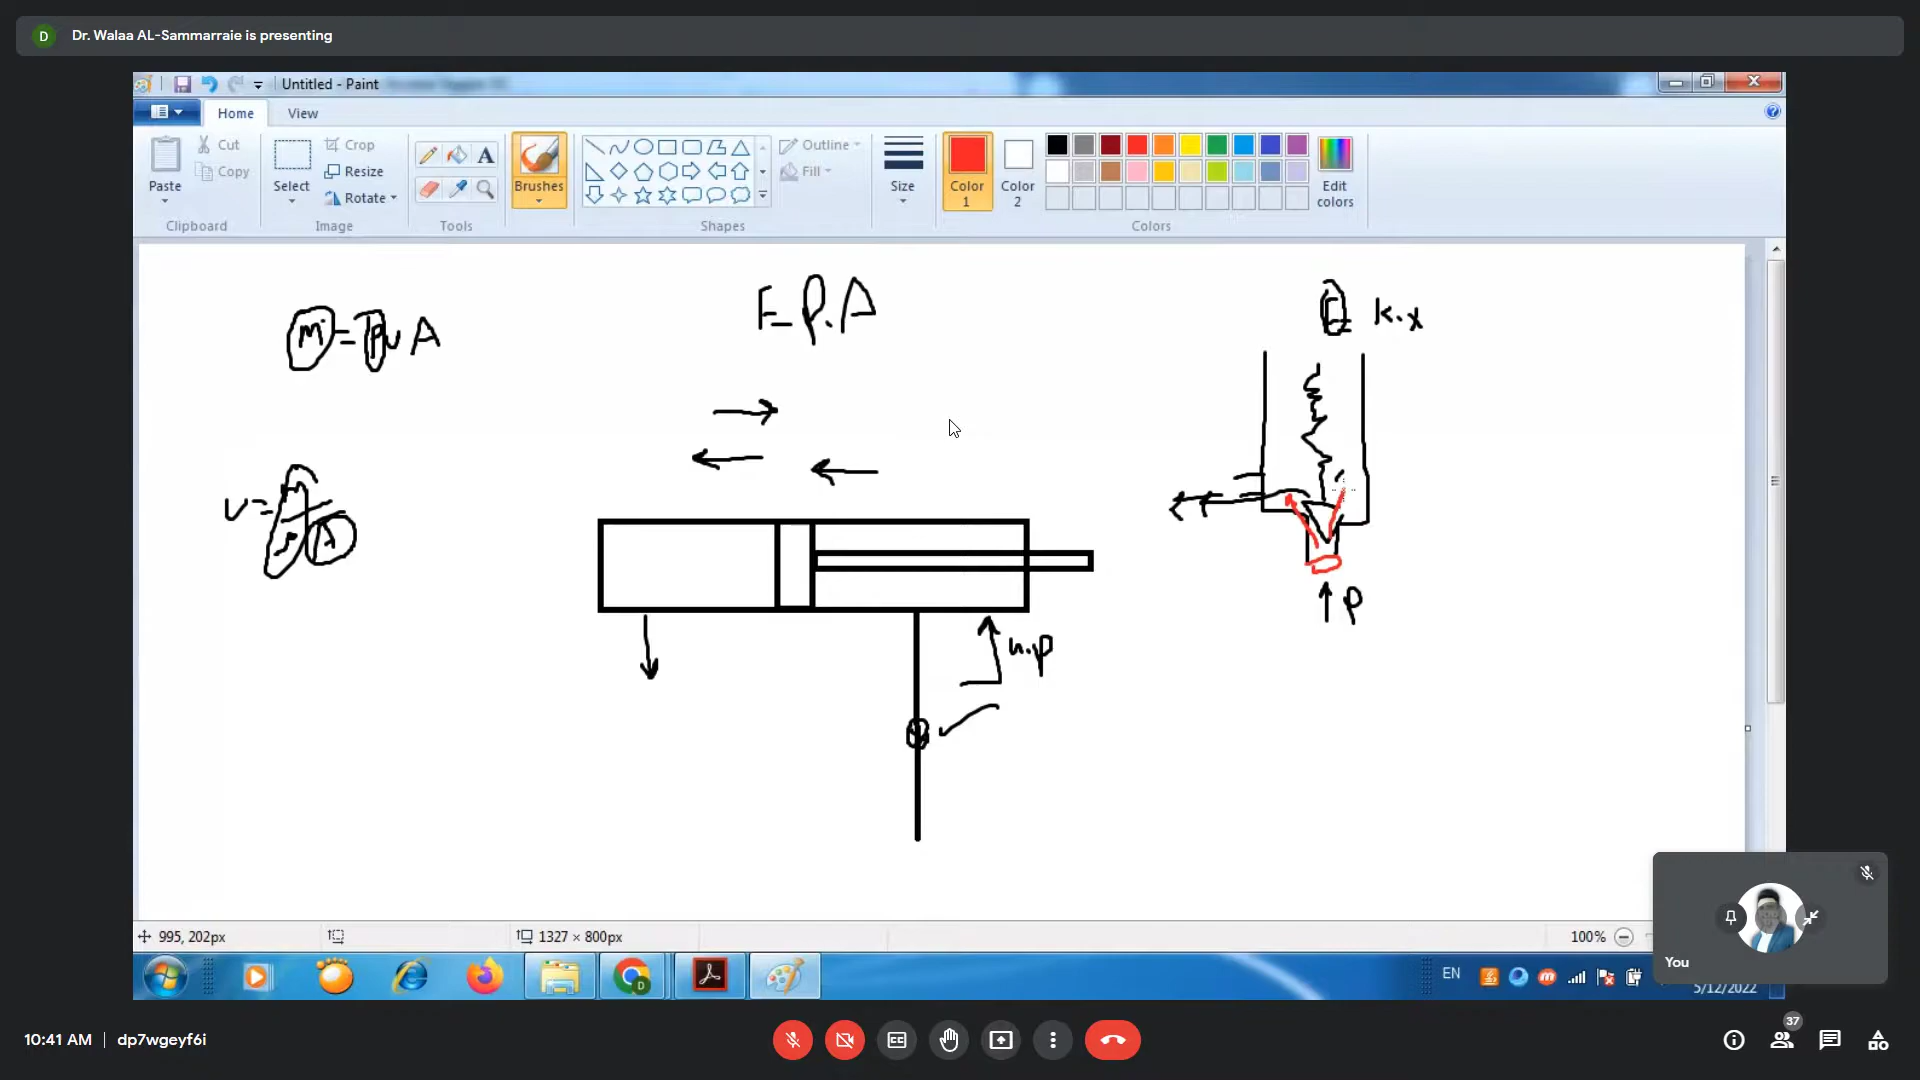 D Dr. Walaa AL-Sammarraie is presenting
Untitled - Paint
Home View
Paste Cut Copy Clipboard
Select Crop Resize Rotate Image
A Tools
Brushes
Outline Fill Shapes
Size
Color 1 Color 2 Edit colors Colors
F = P.A
k.x
A
V =
A
P
h.p
995, 202px
1327 × 800px
100%
You
EN
D
5/12/2022
10:41 AM | dp7wgeyf6i
37